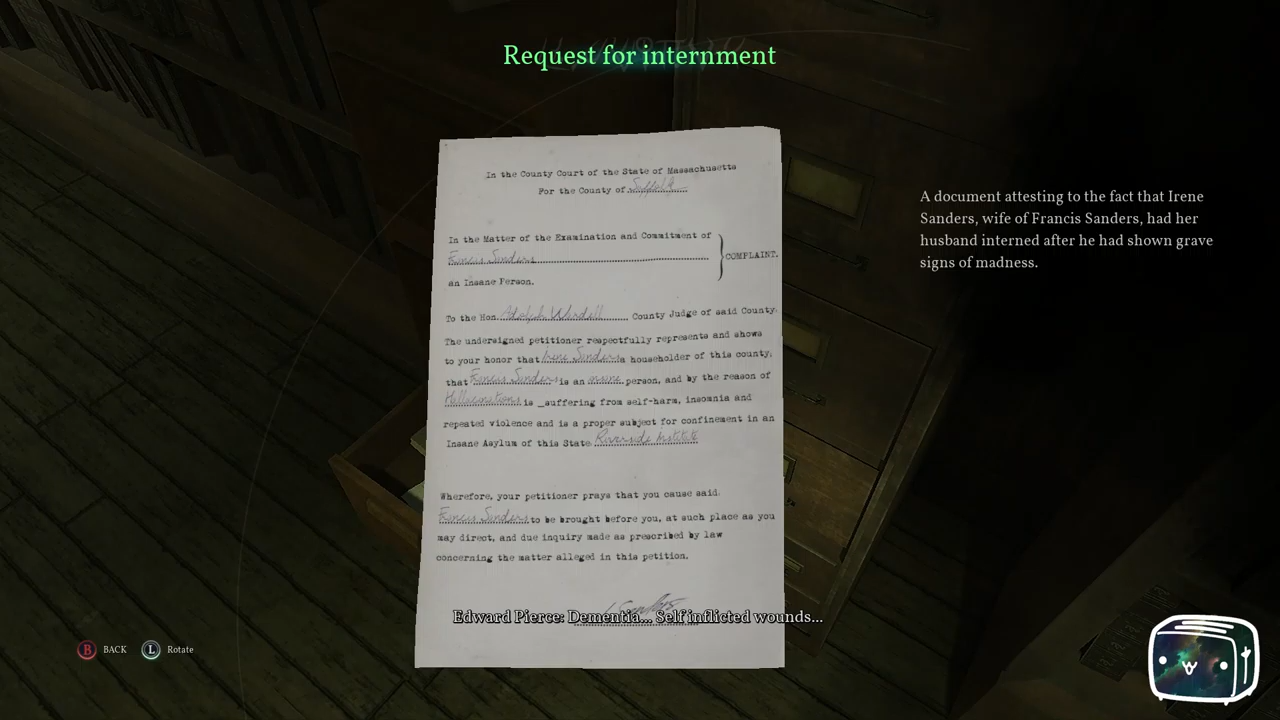 Request for internment
In the County Court of the State of Massachusetts
For the County of Suffolk
In the Matter of the Examination and Commitment of
Francis Sanders
COMPLAINT.
an Insane Person.
To the Hon. County Judge of said County.
The undersigned petitioner respectfully represents and shows
to your honor that Irene Sanders a householder of this county,
that Francis Sanders is an insane person, and by the reason of
Hallucinations is _suffering from self-harm, insomnia and
repeated violence and is a proper subject for confinement in an
Insane Asylum of this State Riverside Institute
Wherefore, your petitioner prays that you cause said.
Francis Sanders to be brought before you, at such place as you
may direct, and due inquiry made as prescribed by law
concerning the matter alleged in this petition.
A document attesting to the fact that Irene
Sanders, wife of Francis Sanders, had her
husband interned after he had shown grave
signs of madness.
Edward Pierce: Dementia... Self inflicted wounds...
B BACK L Rotate